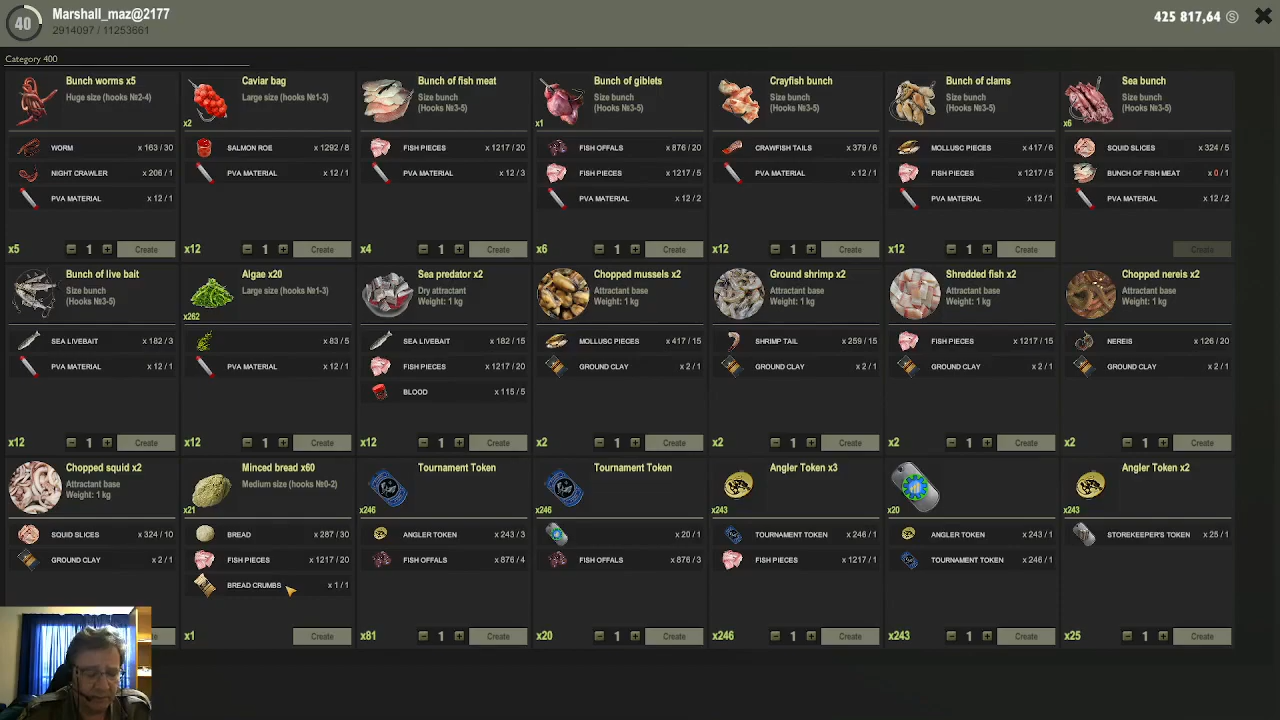 40
Marshall_maz@2177
2914097 / 11253661
425 817,64
Category 400
Bunch worms x5
Huge size (hooks №2-4)
WORM x 163 / 30
NIGHT CRAWLER x 206 / 1
PVA MATERIAL x 12 / 1
x5 1 Create
Caviar bag
Large size (hooks №1-3)
x2
SALMON ROE x 1292 / 8
PVA MATERIAL x 12 / 1
x12 1 Create
Bunch of fish meat
Size bunch
(Hooks №3-5)
FISH PIECES x 1217 / 20
PVA MATERIAL x 12 / 3
x4 1 Create
Bunch of giblets
Size bunch
(Hooks №3-5)
x1
FISH OFFALS x 876 / 20
FISH PIECES x 1217 / 5
PVA MATERIAL x 12 / 2
x6 1 Create
Crayfish bunch
Size bunch
(Hooks №3-5)
CRAWFISH TAILS x 379 / 6
PVA MATERIAL x 12 / 1
x12 1 Create
Bunch of clams
Size bunch
(Hooks №3-5)
MOLLUSC PIECES x 417 / 6
FISH PIECES x 1217 / 5
PVA MATERIAL x 12 / 1
x12 1 Create
Sea bunch
Size bunch
(Hooks №3-5)
x6
SQUID SLICES x 324 / 5
BUNCH OF FISH MEAT x 0 / 1
PVA MATERIAL x 12 / 2
Create
Bunch of live bait
Size bunch
(Hooks №3-5)
SEA LIVEBAIT x 182 / 3
PVA MATERIAL x 12 / 1
x12 1 Create
Algae x20
Large size (hooks №1-3)
x262
x 83 / 5
PVA MATERIAL x 12 / 1
x12 1 Create
Sea predator x2
Dry attractant
Weight: 1 kg
SEA LIVEBAIT x 182 / 15
FISH PIECES x 1217 / 20
BLOOD x 115 / 5
x12 1 Create
Chopped mussels x2
Attractant base
Weight: 1 kg
MOLLUSC PIECES x 417 / 15
GROUND CLAY x 2 / 1
x2 1 Create
Ground shrimp x2
Attractant base
Weight: 1 kg
SHRIMP TAIL x 259 / 15
GROUND CLAY x 2 / 1
x2 1 Create
Shredded fish x2
Attractant base
Weight: 1 kg
FISH PIECES x 1217 / 15
GROUND CLAY x 2 / 1
x2 1 Create
Chopped nereis x2
Attractant base
Weight: 1 kg
NEREIS x 126 / 20
GROUND CLAY x 2 / 1
x2 1 Create
Chopped squid x2
Attractant base
Weight: 1 kg
SQUID SLICES x 324 / 10
GROUND CLAY x 2 / 1
Minced bread x60
Medium size (hooks №0-2)
x21
BREAD x 287 / 30
FISH PIECES x 1217 / 20
BREAD CRUMBS x 1 / 1
x1 Create
Tournament Token
x246
ANGLER TOKEN x 243 / 3
FISH OFFALS x 876 / 4
x81 1 Create
Tournament Token
x246
x 20 / 1
FISH OFFALS x 876 / 3
x20 1 Create
Angler Token x3
x243
TOURNAMENT TOKEN x 246 / 1
FISH PIECES x 1217 / 1
x246 1 Create
x20
ANGLER TOKEN x 243 / 1
TOURNAMENT TOKEN x 246 / 1
x243 1 Create
Angler Token x2
x243
STOREKEEPER'S TOKEN x 25 / 1
x25 1 Create